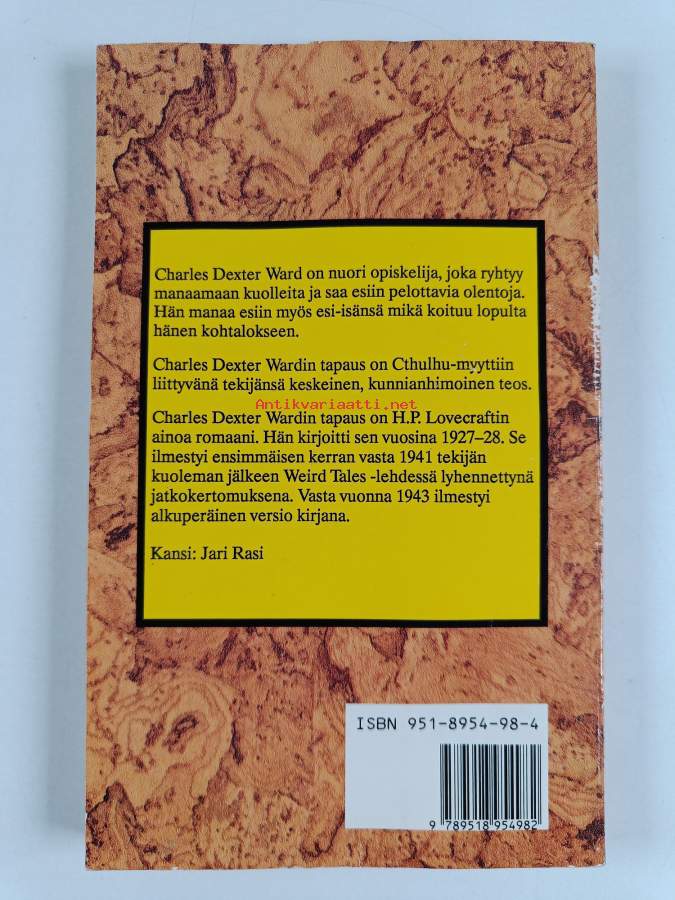 Charles Dexter Ward on nuori opiskelija, joka ryhtyy
manaamaan kuolleita ja saa esiin pelottavia olentoja.
Hän manaa esiin myös esi-isänsä mikä koituu lopulta
hänen kohtalokseen.
Charles Dexter Wardin tapaus on Cthulhu-myyttiin
liittyvänä tekijänsä keskeinen, kunnianhimoinen teos.
Antikvariaatti.net
Charles Dexter Wardin tapaus on H.P. Lovecraftin
ainoa romaani. Hän kirjoitti sen vuosina 1927–28. Se
ilmestyi ensimmäisen kerran vasta 1941 tekijän
kuoleman jälkeen Weird Tales -lehdessä lyhennettynä
jatkokertomuksena. Vasta vuonna 1943 ilmestyi
alkuperäinen versio kirjana.
Kansi: Jari Rasi
ISBN 951-8954-98-4
9 789518 954982